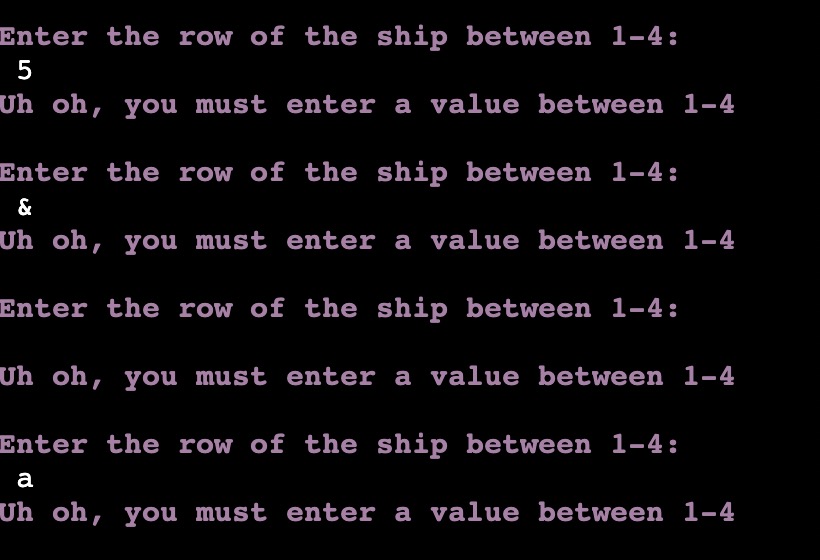 Enter the row of the ship between 1-4:
5
Uh oh, you must enter a value between 1-4
Enter the row of the ship between 1-4:
&
Uh oh, you must enter a value between 1-4
Enter the row of the ship between 1-4:
Uh oh, you must enter a value between 1-4
Enter the row of the ship between 1-4:
a
Uh oh, you must enter a value between 1-4